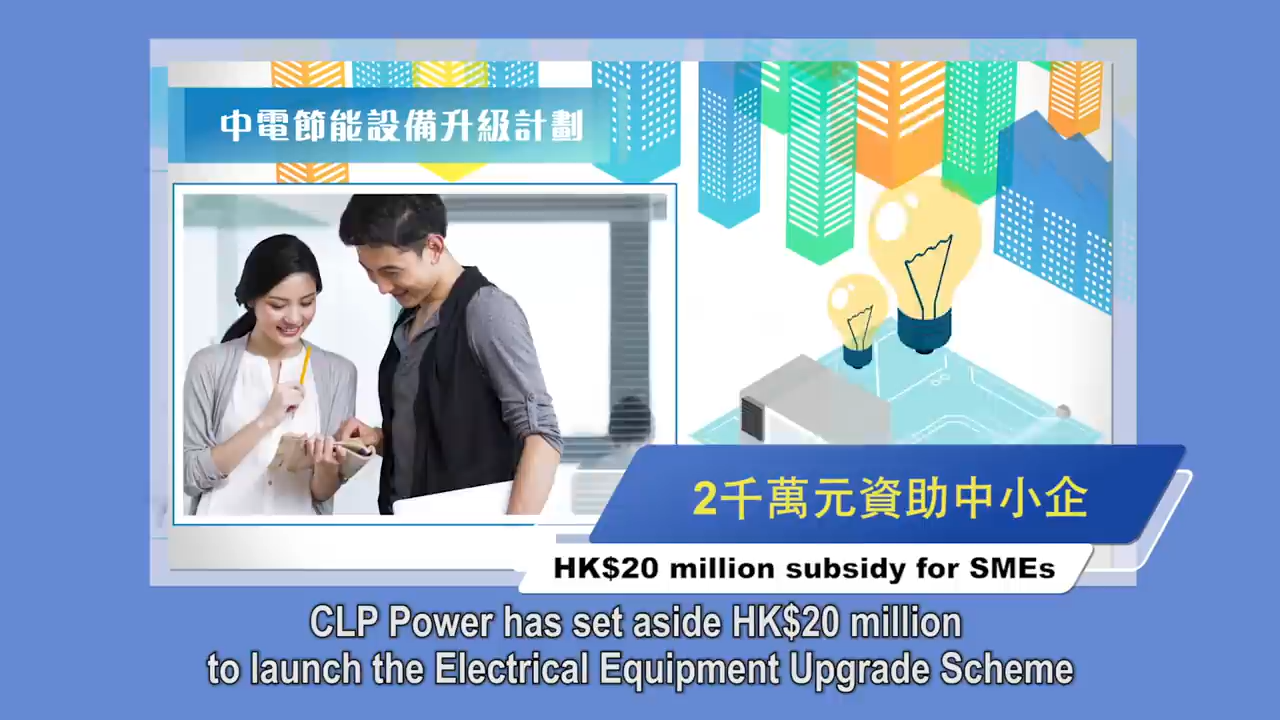 中電節能設備升級計劃
2千萬元資助中小企
HK$20 million subsidy for SMEs
CLP Power has set aside HK$20 million
to launch the Electrical Equipment Upgrade Scheme